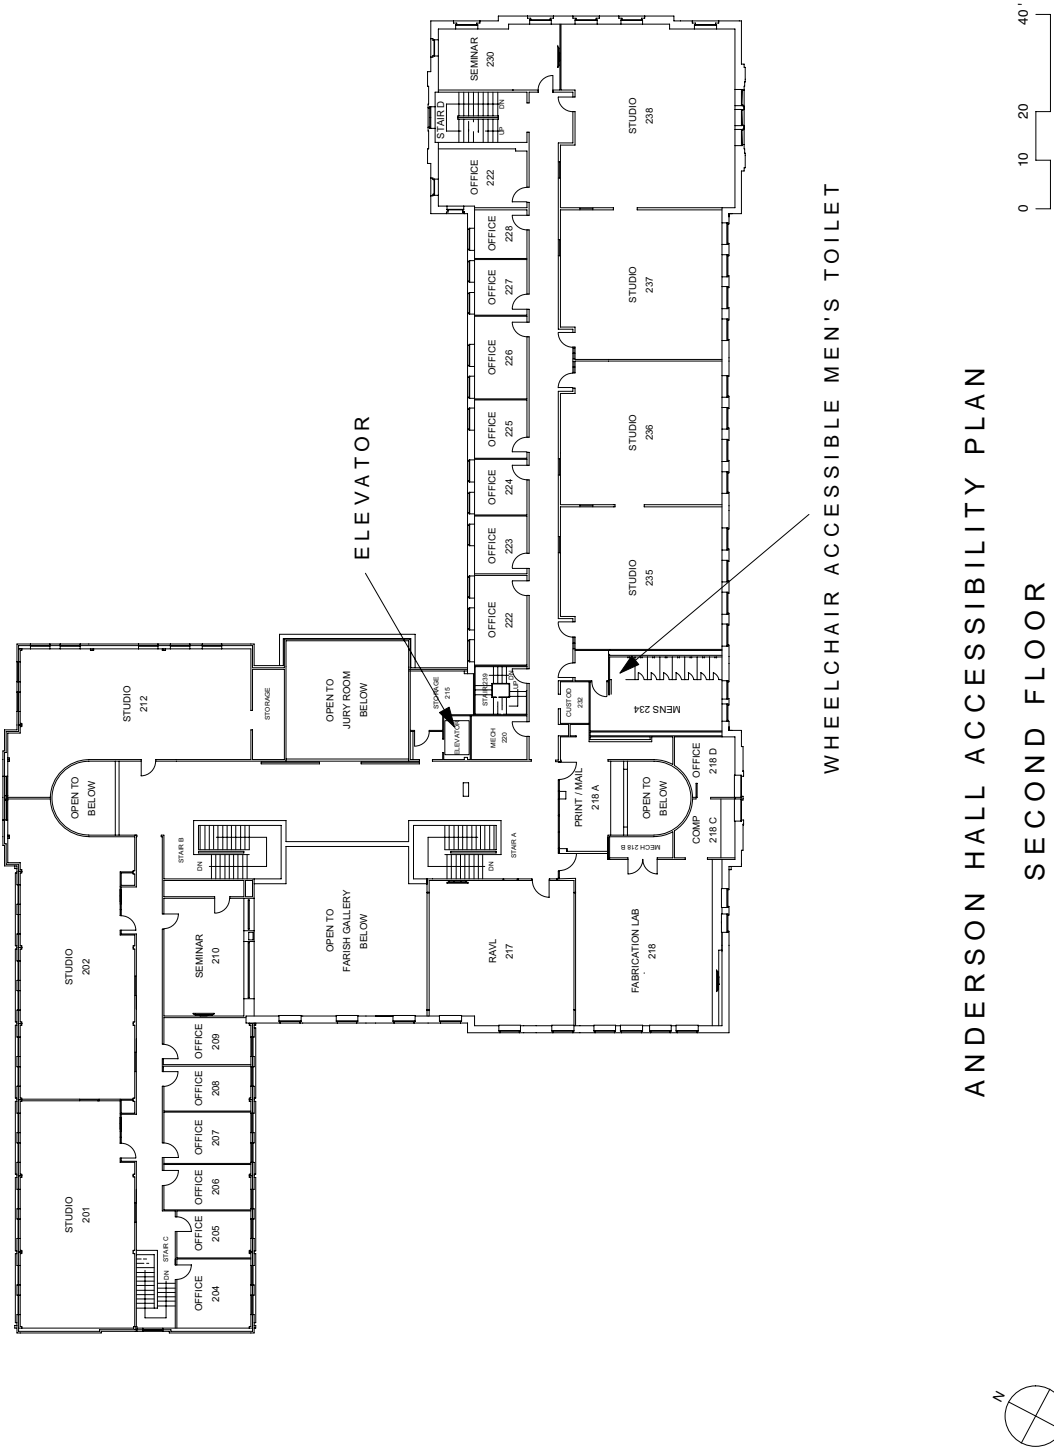 ANDERSON HALL ACCESSIBILITY PLAN
SECOND FLOOR
ELEVATOR
WHEELCHAIR ACCESSIBLE MEN'S TOILET
STUDIO
201
STUDIO
202
STUDIO
212
OPEN TO
BELOW
STAIR C
DN
OFFICE
204
OFFICE
205
OFFICE
206
OFFICE
207
OFFICE
208
OFFICE
209
SEMINAR
210
STAIR B
DN
STORAGE
OPEN TO
JURY ROOM
BELOW
OPEN TO
FARISH GALLERY
BELOW
STORAGE
215
ELEVATOR
MECH
220
STAIR 239
DN
UP
STAIR A
DN
RAVL
217
FABRICATION LAB
218
MECH 218 B
PRINT / MAIL
218 A
OPEN TO
BELOW
COMP
218 C
OFFICE
218 D
CUSTOD
232
MENS 234
OFFICE
222
OFFICE
223
OFFICE
224
OFFICE
225
OFFICE
226
OFFICE
227
OFFICE
228
OFFICE
222
STAIR D
UP
DN
SEMINAR
230
STUDIO
235
STUDIO
236
STUDIO
237
STUDIO
238
N
0 10 20 40 '